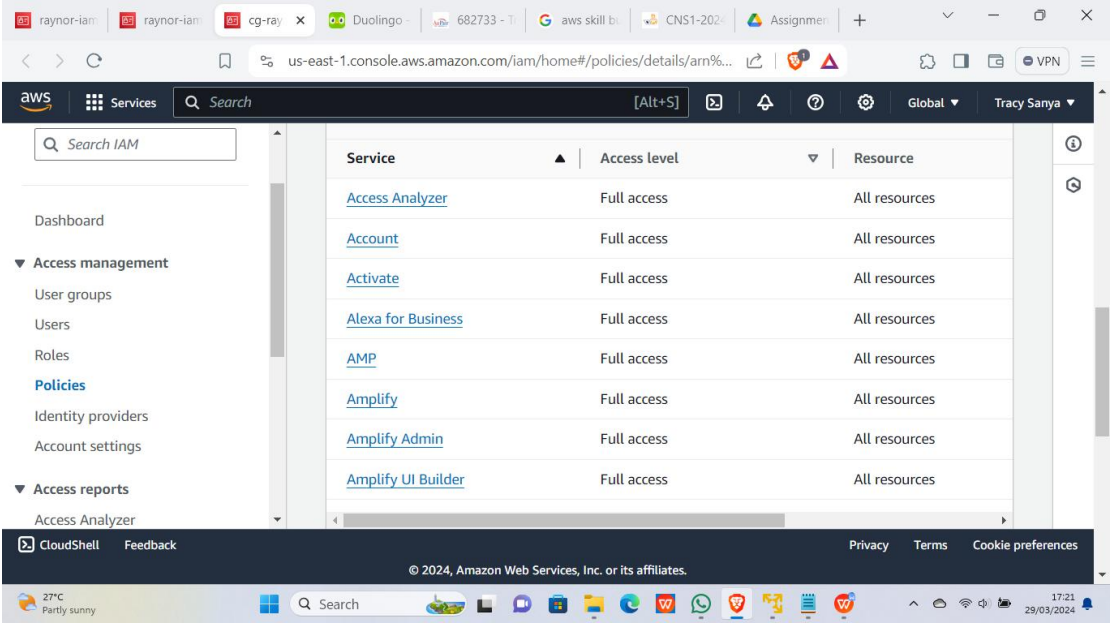 raynor-iam raynor-iam cg-ray Duolingo - 682733 - T aws skill bu CNS1-2024 Assignmen
us-east-1.console.aws.amazon.com/iam/home#/policies/details/arn%... 1 VPN
aws Services Search [Alt+S] Global Tracy Sanya
Search IAM
Service Access level Resource
Access Analyzer Full access All resources
Dashboard
Account Full access All resources
Access management
Activate Full access All resources
User groups
Alexa for Business Full access All resources
Users
Roles
AMP Full access All resources
Policies
Amplify Full access All resources
Identity providers
Amplify Admin Full access All resources
Account settings
Amplify UI Builder Full access All resources
Access reports
Access Analyzer
CloudShell Feedback Privacy Terms Cookie preferences
© 2024, Amazon Web Services, Inc. or its affiliates.
27°C
Partly sunny
Search
17:21
29/03/2024